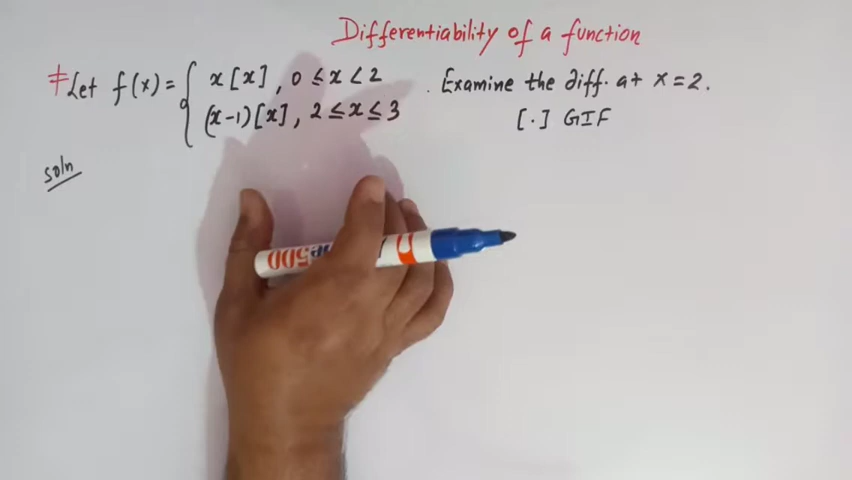 Differentiability of a function
# Let f(x) = { x[x] , 0 ≤ x < 2 . Examine the diff. at x = 2.
(x-1)[x] , 2 ≤ x ≤ 3 [.] GIF
soln